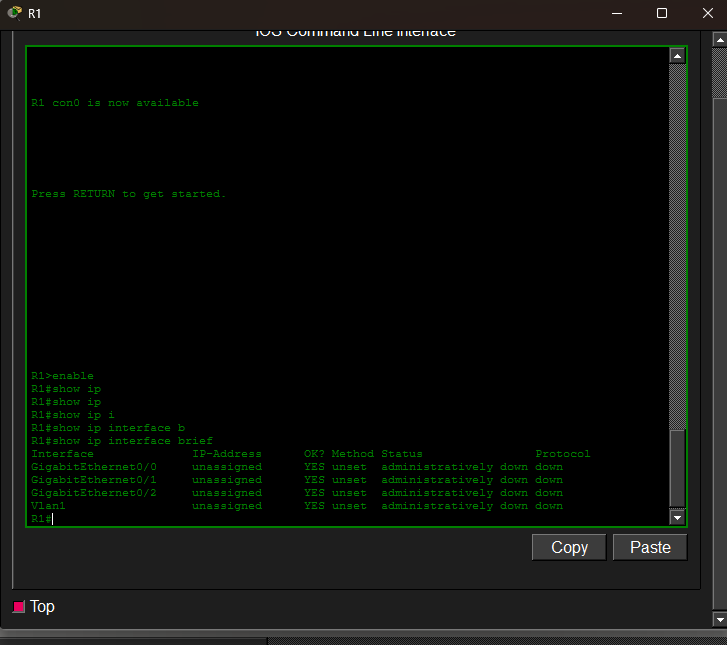 R1
IOS Command Line Interface
R1 con0 is now available
Press RETURN to get started.
R1>enable
R1#show ip
R1#show ip
R1#show ip i
R1#show ip interface b
R1#show ip interface brief
Interface IP-Address OK? Method Status Protocol
GigabitEthernet0/0 unassigned YES unset administratively down down
GigabitEthernet0/1 unassigned YES unset administratively down down
GigabitEthernet0/2 unassigned YES unset administratively down down
Vlan1 unassigned YES unset administratively down down
R1#
Copy Paste
Top